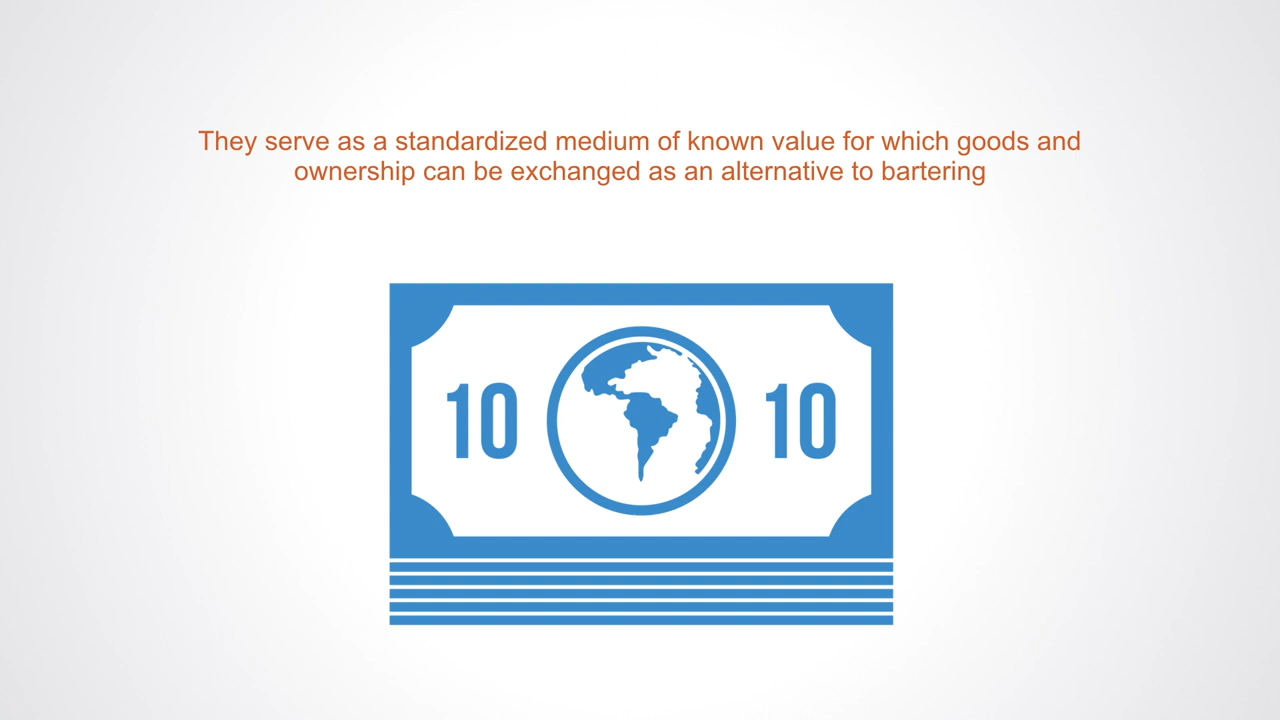 They serve as a standardized medium of known value for which goods and
ownership can be exchanged as an alternative to bartering
10 10